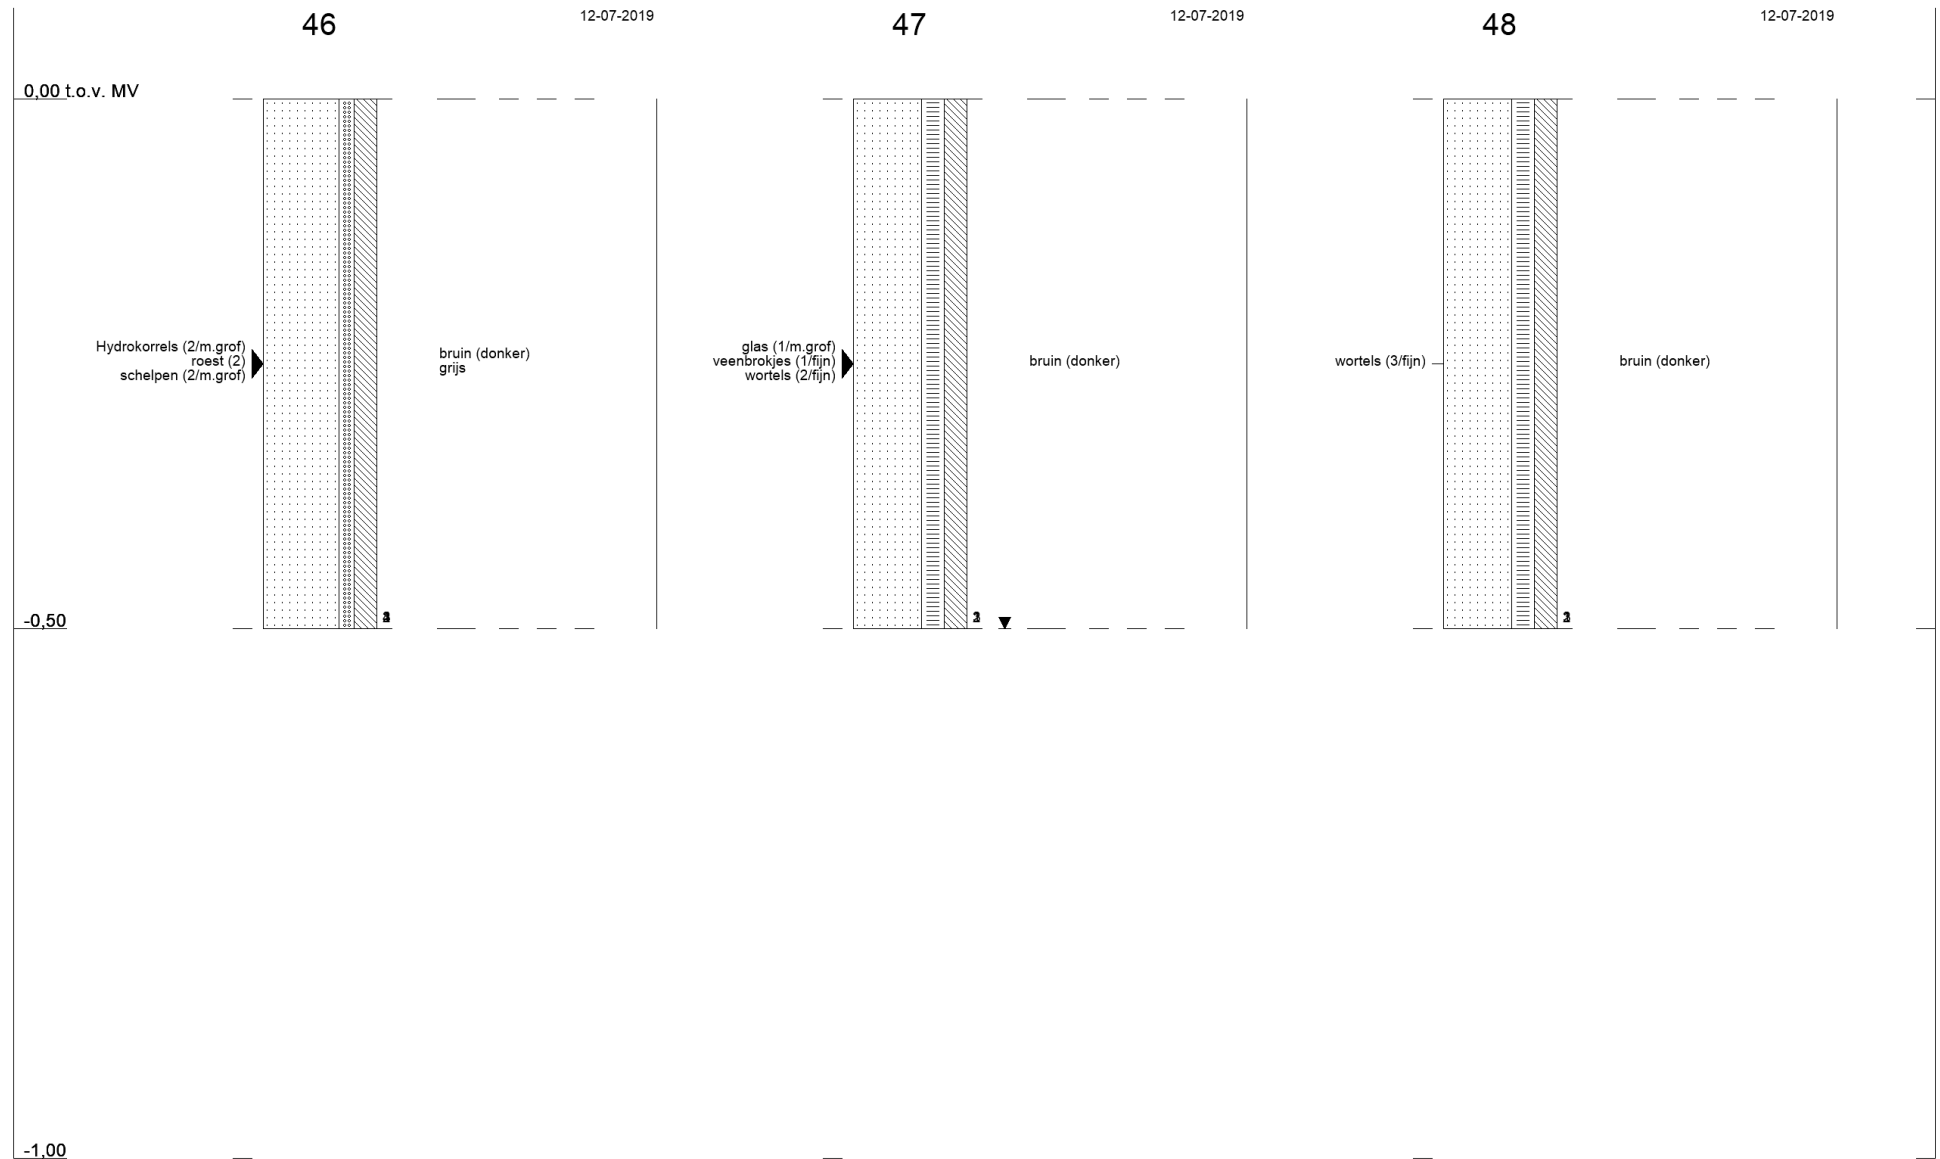 46
12-07-2019
47
12-07-2019
48
12-07-2019
0,00 t.o.v. MV
Hydrokorrels (2/m.grof)
roest (2)
schelpen (2/m.grof)
bruin (donker)
grijs
glas (1/m.grof)
veenbrokjes (1/fijn)
wortels (2/fijn)
bruin (donker)
wortels (3/fijn)
bruin (donker)
-0,50
-1,00